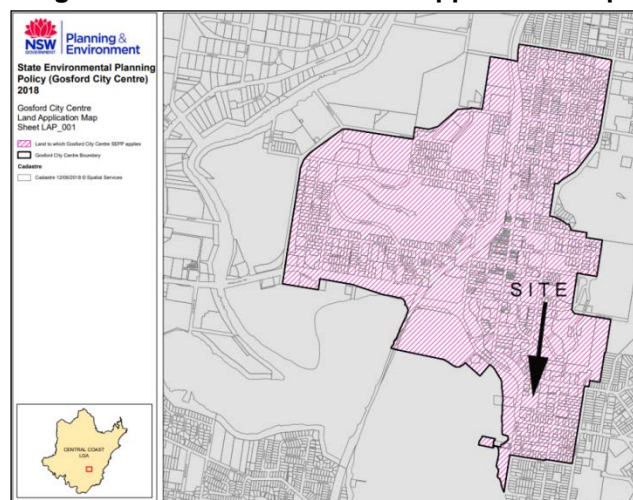 NSW
GOVERNMENT
Planning &
Environment
State Environmental Planning
Policy (Gosford City Centre)
2018
Gosford City Centre
Land Application Map
Sheet LAP_001
Land to which Gosford City Centre SEPP applies
Gosford City Centre Boundary
Cadastre
Cadastre 12/09/2018 © Spatial Services
SITE
CENTRAL COAST
LGA